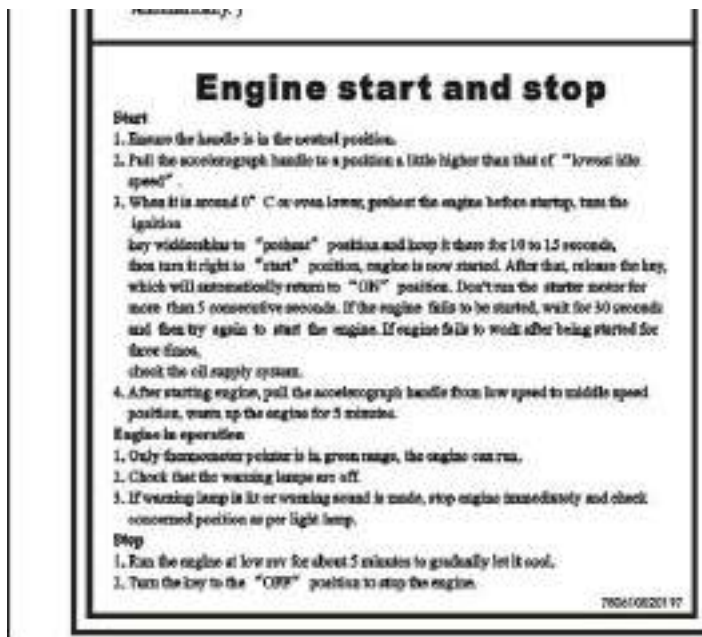 Automatically. )
Engine start and stop
Start
1. Ensure the handle is in the neutral position.
2. Pull the accelerograph handle to a position a little higher than that of “lowest idle
speed”.
3. When it is around 0° C or even lower, preheat the engine before startup, turn the
ignition
key widdershins to “preheat” position and keep it there for 10 to 15 seconds,
then turn it right to “start” position, engine is now started. After that, release the key,
which will automatically return to “ON” position. Don't run the starter motor for
more than 5 consecutive seconds. If the engine fails to be started, wait for 30 seconds
and then try again to start the engine. If engine fails to work after being started for
three times,
check the oil supply system.
4. After starting engine, pull the accelerograph handle from low speed to middle speed
position, warm up the engine for 5 minutes.
Engine in operation
1. Only thermometer pointer is in green range, the engine can run.
2. Check that the warning lamps are off.
3. If warning lamp is lit or warning sound is made, stop engine immediately and check
concerned position as per light lamp.
Stop
1. Run the engine at low rev for about 5 minutes to gradually let it cool.
2. Turn the key to the “OFF” position to stop the engine.
780610020197